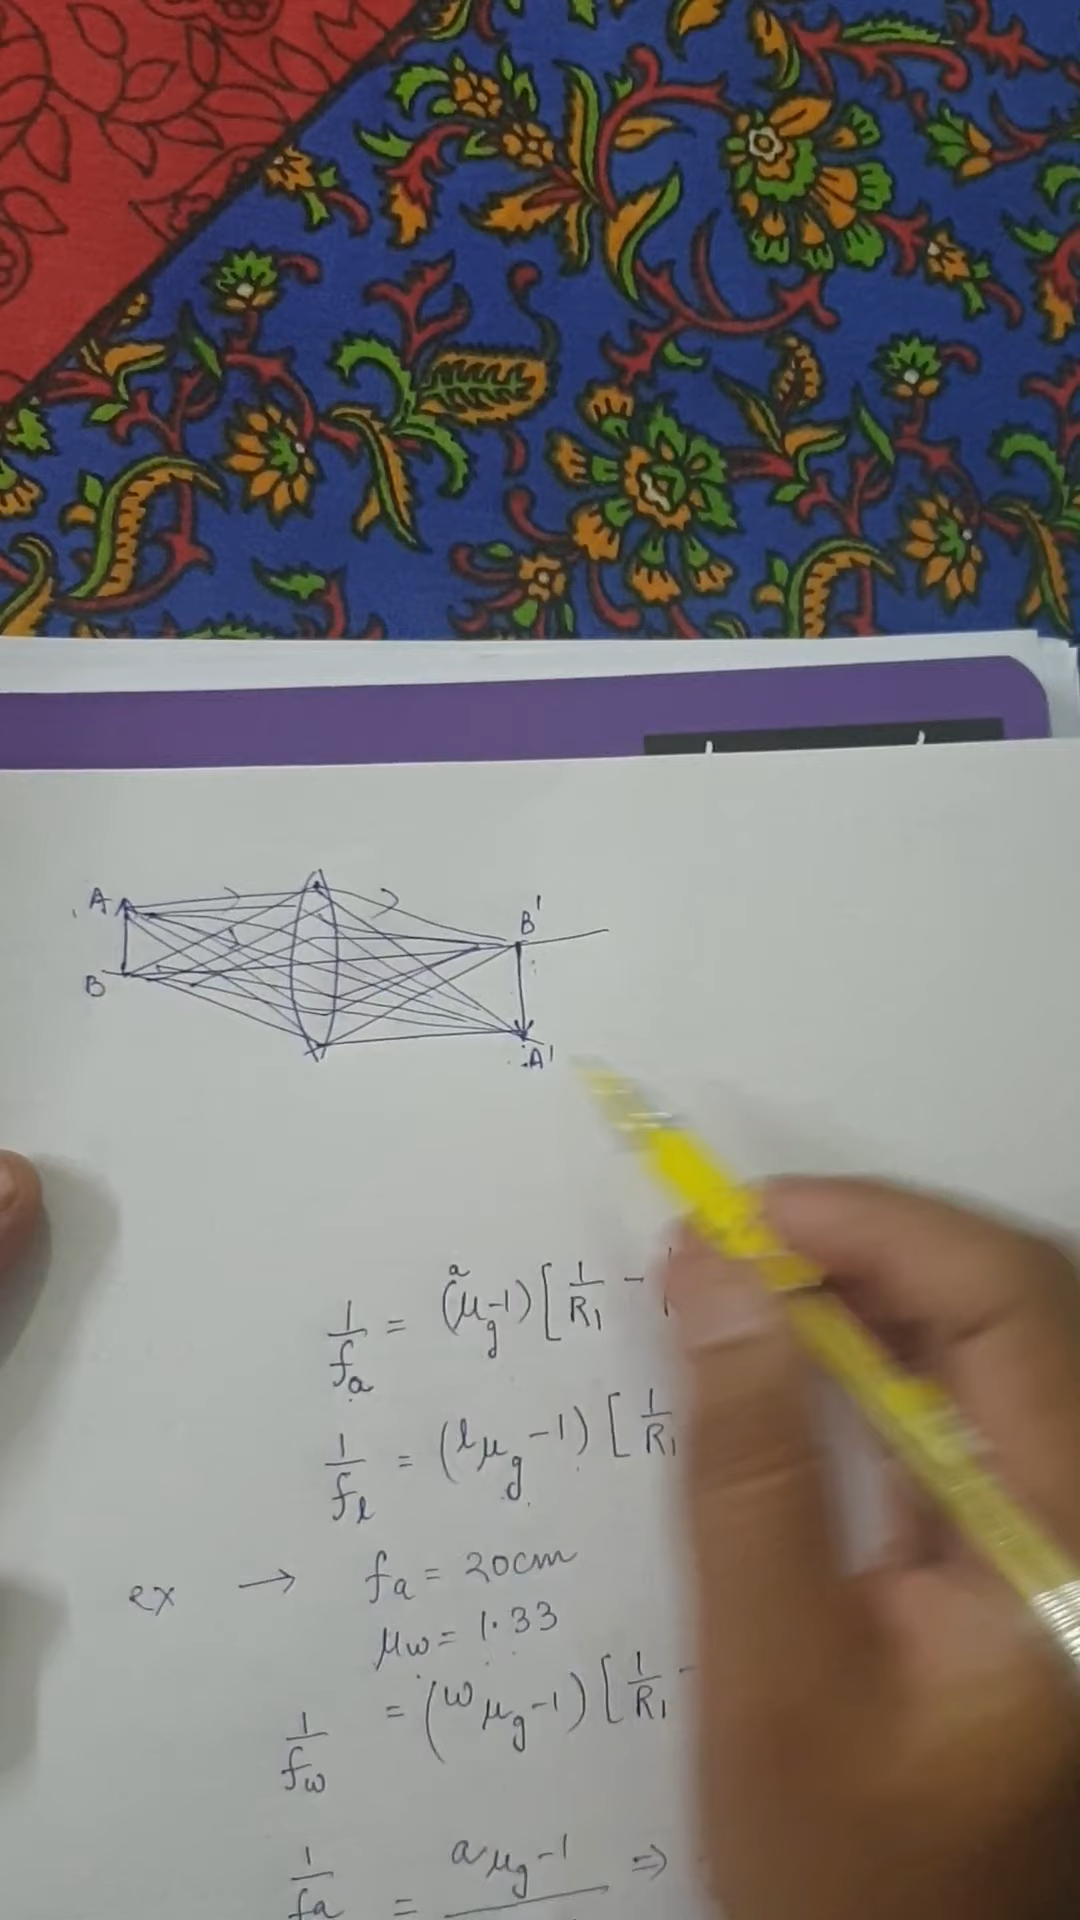 A
B'
B
A'
1/fₐ = (ᵃμg-1) [1/R₁ -
1/fₗ = (ˡμg-1) [1/R₁
ex → fₐ = 20cm
μw = 1.33
1/fw = (ʷμg-1) [1/R₁ -
1/fa = aμg-1 ⇒